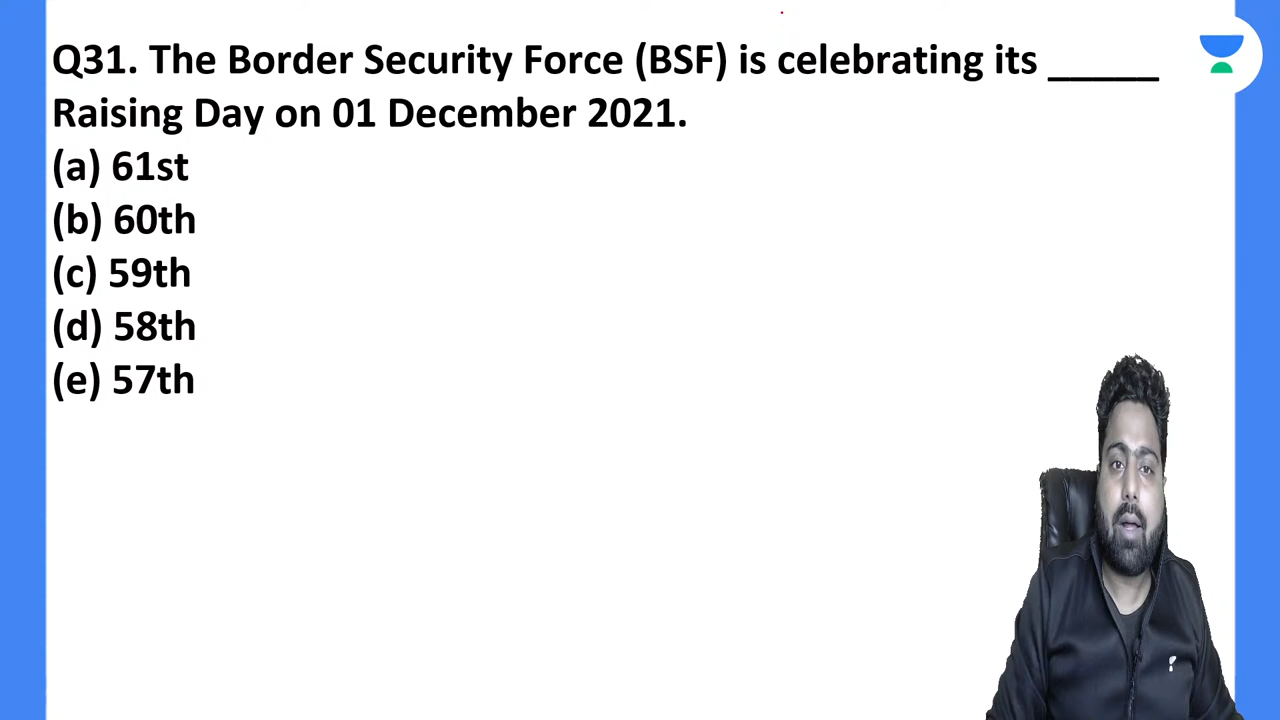 Q31. The Border Security Force (BSF) is celebrating its _____
Raising Day on 01 December 2021.
(a) 61st
(b) 60th
(c) 59th
(d) 58th
(e) 57th